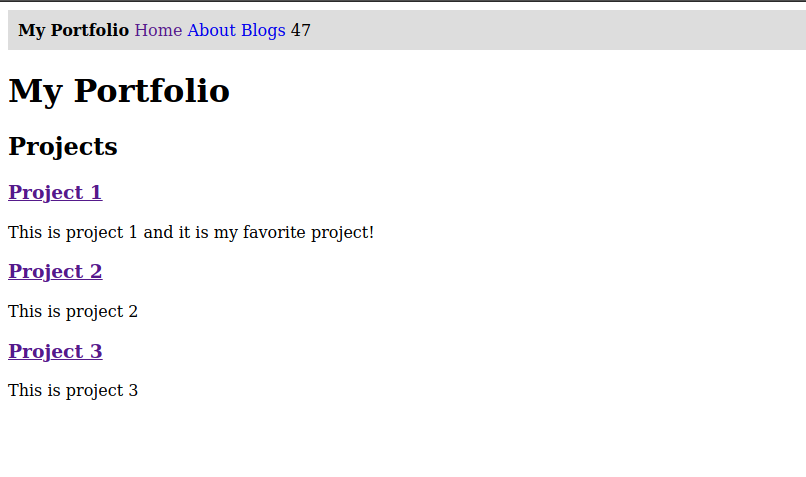 My Portfolio Home About Blogs 47
My Portfolio
Projects
Project 1
This is project 1 and it is my favorite project!
Project 2
This is project 2
Project 3
This is project 3